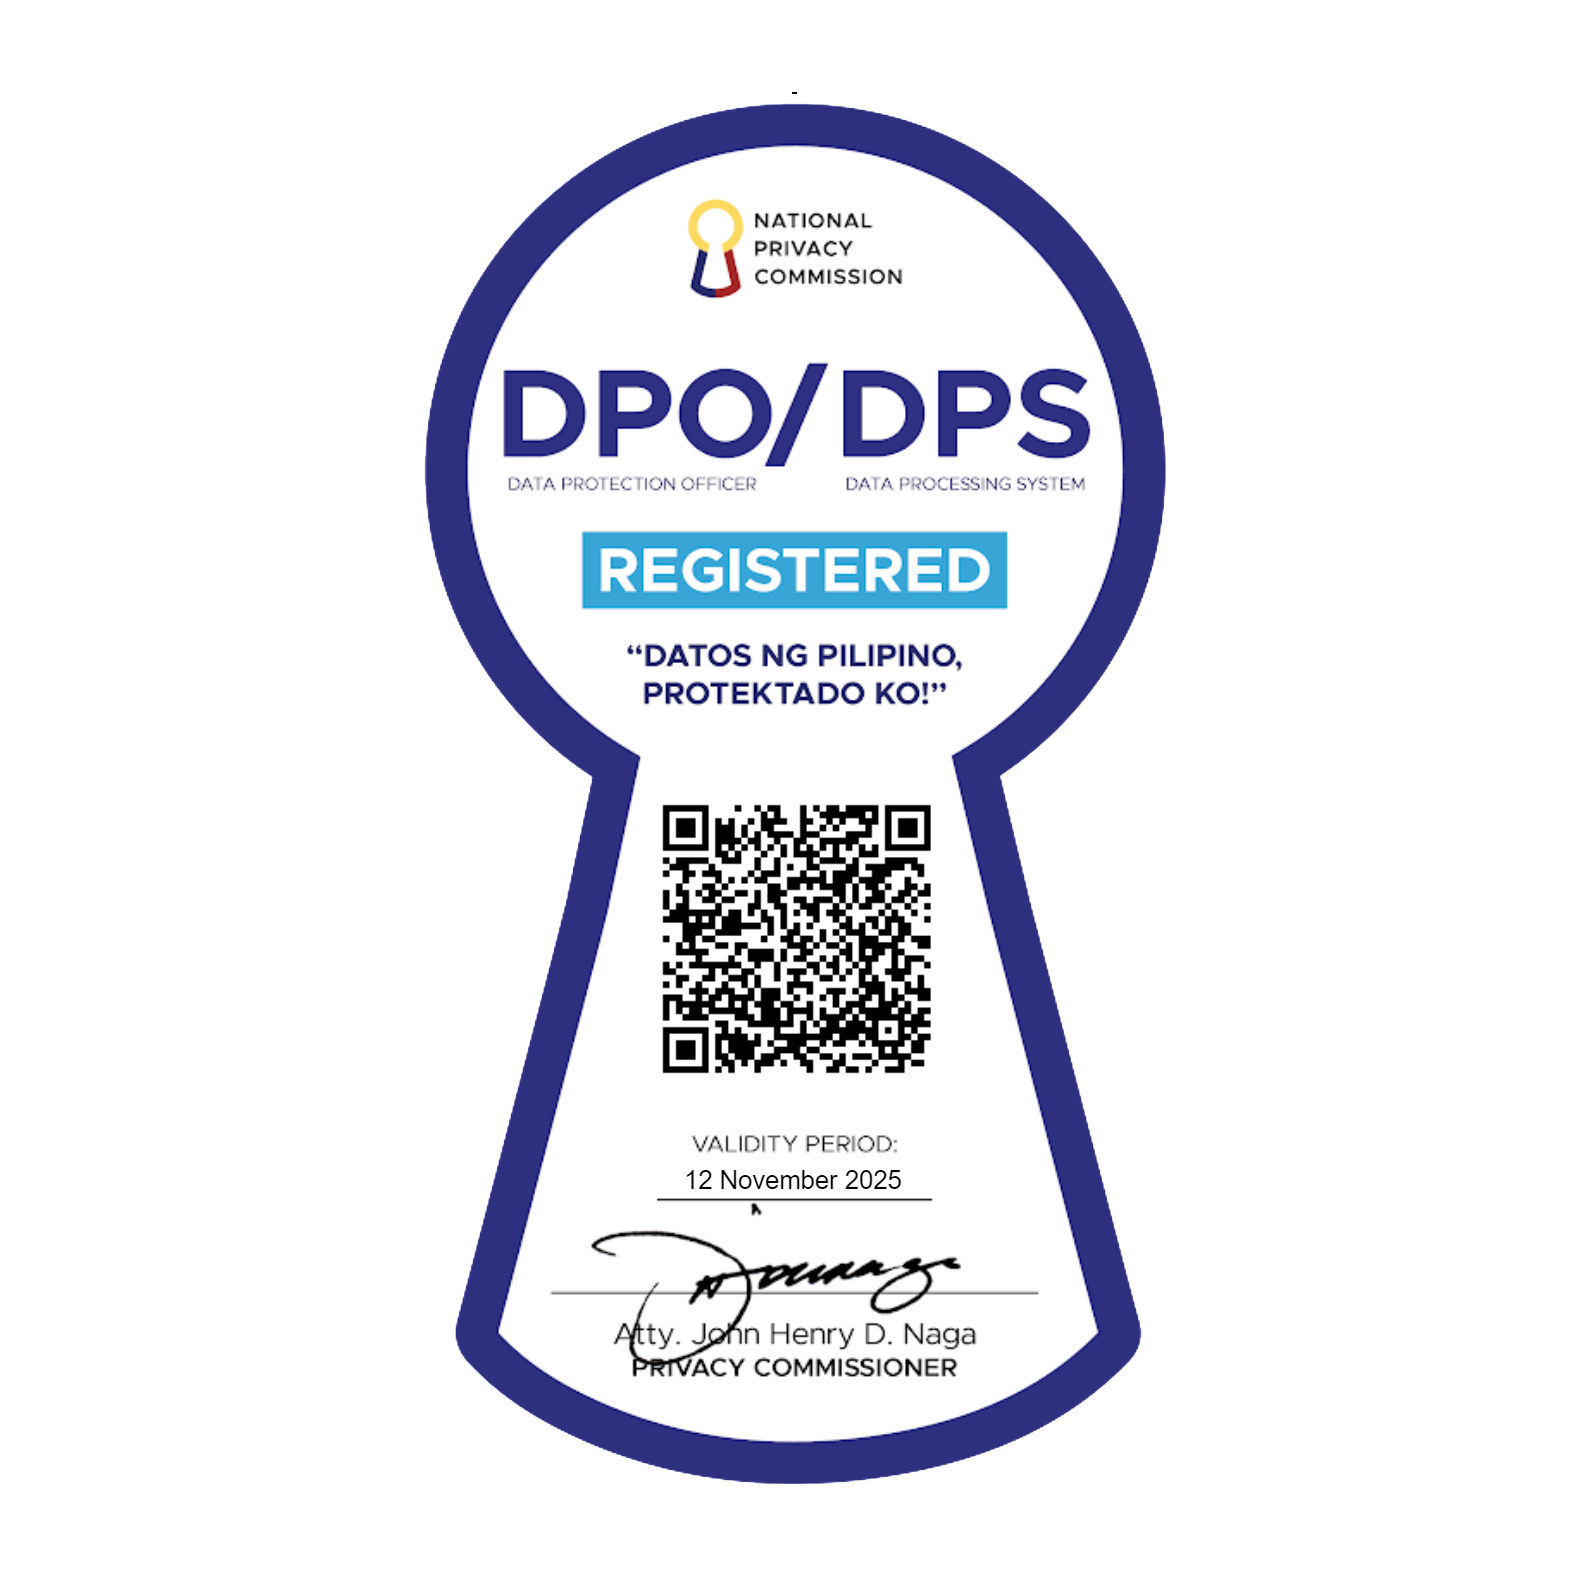 NATIONAL
PRIVACY
COMMISSION
DPO/DPS
DATA PROTECTION OFFICER DATA PROCESSING SYSTEM
REGISTERED
“DATOS NG PILIPINO,
PROTEKTADO KO!”
VALIDITY PERIOD:
12 November 2025
Atty. John Henry D. Naga
PRIVACY COMMISSIONER